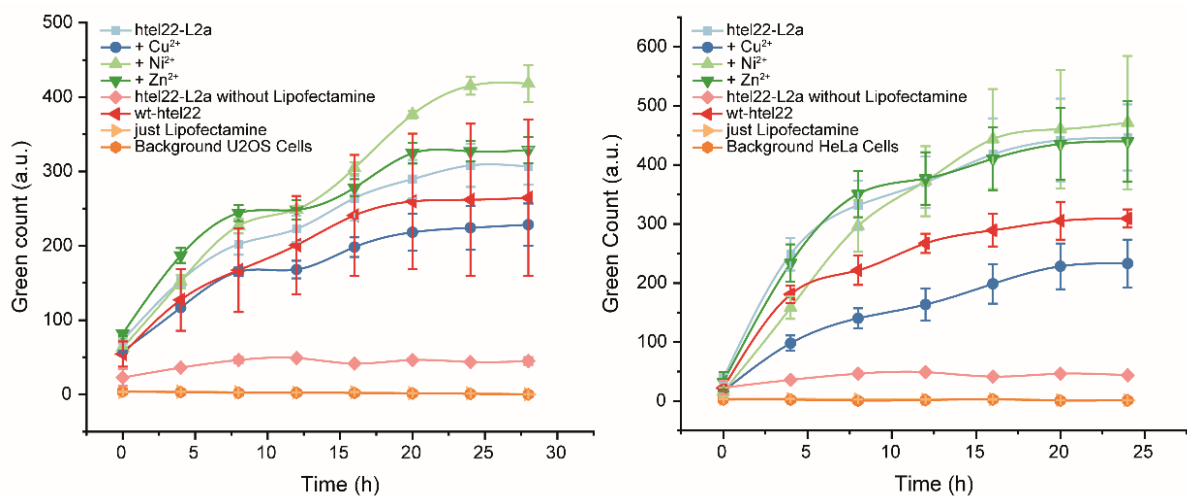 500
400
300
200
100
0
Green count (a.u.)
htel22-L2a
+ Cu²⁺
+ Ni²⁺
+ Zn²⁺
htel22-L2a without Lipofectamine
wt-htel22
just Lipofectamine
Background U2OS Cells
0 5 10 15 20 25 30
Time (h)
600
500
400
300
200
100
0
Green Count (a.u.)
htel22-L2a
+ Cu²⁺
+ Ni²⁺
+ Zn²⁺
htel22-L2a without Lipofectamine
wt-htel22
just Lipofectamine
Background HeLa Cells
0 5 10 15 20 25
Time (h)